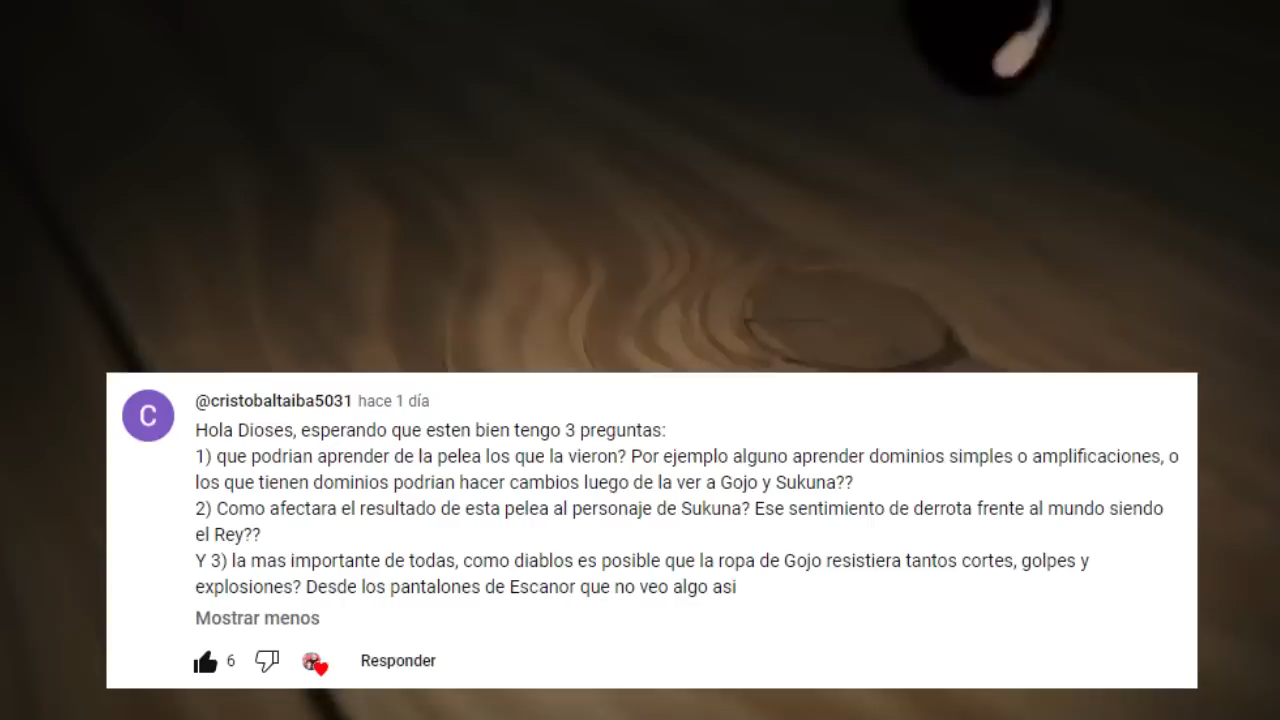 C
@cristobaltaiba5031 hace 1 día
Hola Dioses, esperando que esten bien tengo 3 preguntas:
1) que podrian aprender de la pelea los que la vieron? Por ejemplo alguno aprender dominios simples o amplificaciones, o
los que tienen dominios podrian hacer cambios luego de la ver a Gojo y Sukuna??
2) Como afectara el resultado de esta pelea al personaje de Sukuna? Ese sentimiento de derrota frente al mundo siendo
el Rey??
Y 3) la mas importante de todas, como diablos es posible que la ropa de Gojo resistiera tantos cortes, golpes y
explosiones? Desde los pantalones de Escanor que no veo algo asi
Mostrar menos
6 Responder